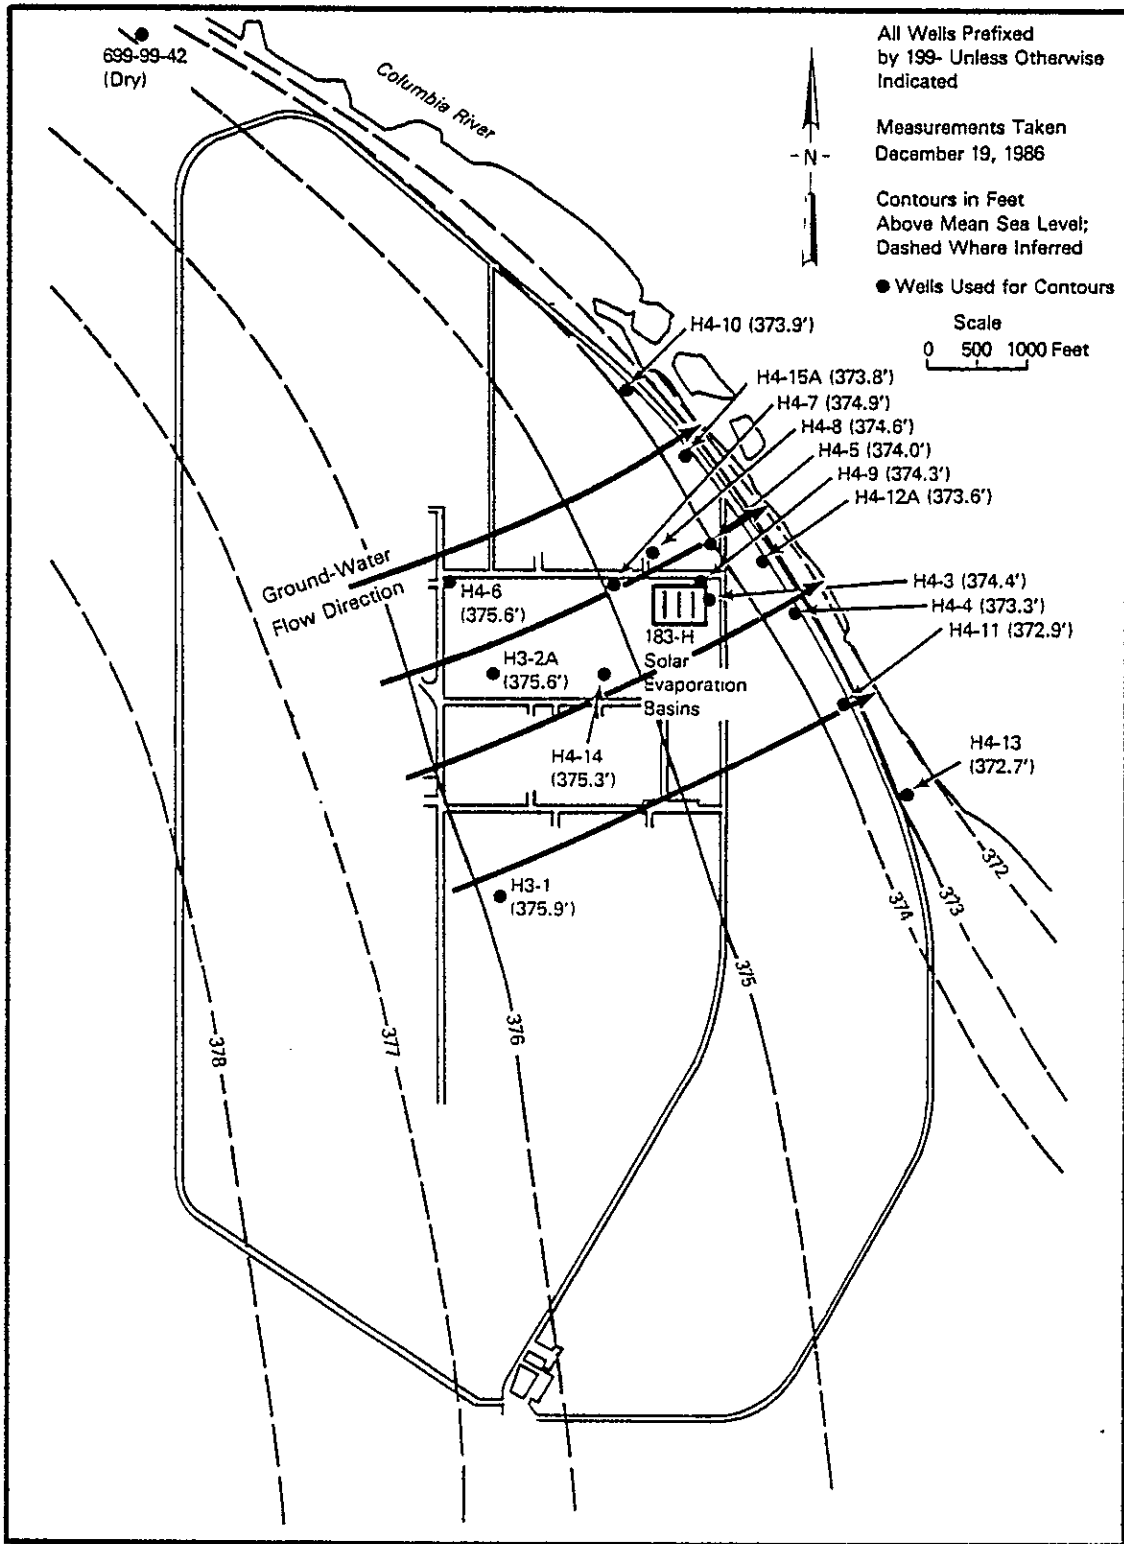 All Wells Prefixed
by 199- Unless Otherwise
Indicated
Measurements Taken
December 19, 1986
Contours in Feet
Above Mean Sea Level;
Dashed Where Inferred
Wells Used for Contours
Scale
0 500 1000 Feet
-N-
699-99-42
(Dry)
Columbia River
H4-10 (373.9')
H4-15A (373.8')
H4-7 (374.9')
H4-8 (374.6')
H4-5 (374.0')
H4-9 (374.3')
H4-12A (373.6')
H4-3 (374.4')
H4-4 (373.3')
H4-11 (372.9')
Ground-Water
Flow Direction
H4-6
(375.6')
183-H
Solar
Evaporation
Basins
H3-2A
(375.6')
H4-14
(375.3')
H4-13
(372.7')
H3-1
(375.9')
372
373
374
375
376
377
378